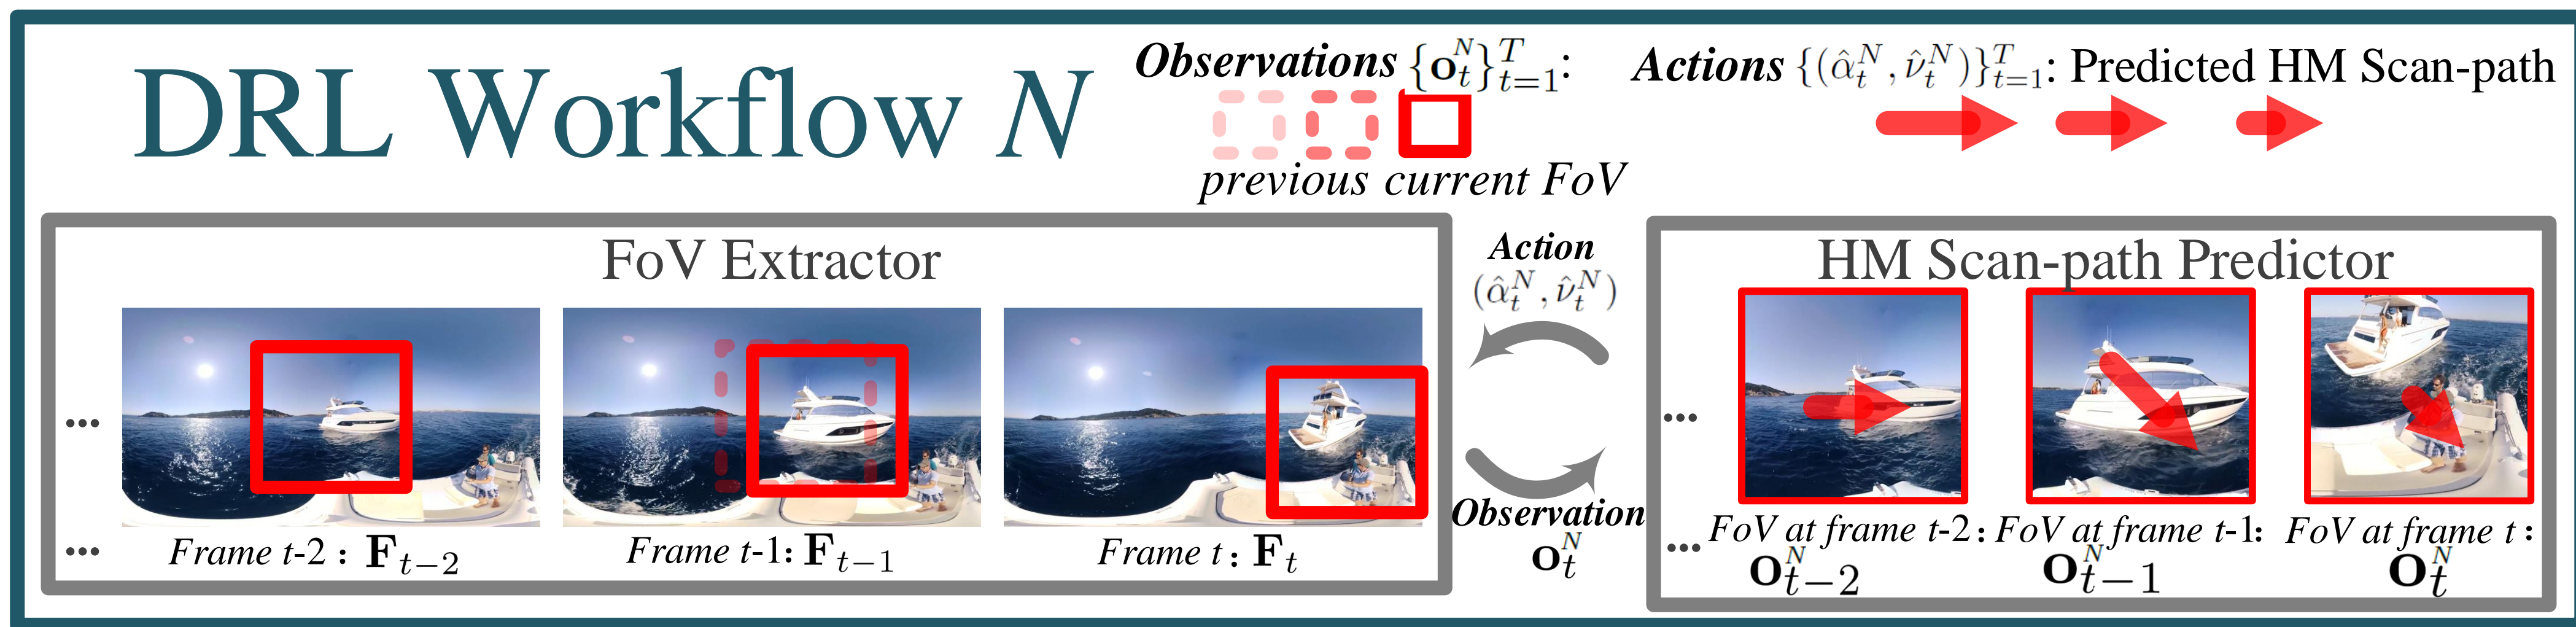 DRL Workflow N
Observations {𝐨_t^N}_{t=1}^T:
previous current FoV
Actions {(α̂_t^N, ν̂_t^N)}_{t=1}^T: Predicted HM Scan-path
FoV Extractor
...
... Frame t-2 : 𝐅_{t-2} Frame t-1: 𝐅_{t-1} Frame t : 𝐅_t
Action
(α̂_t^N, ν̂_t^N)
Observation
𝐨_t^N
HM Scan-path Predictor
...
... FoV at frame t-2: FoV at frame t-1: FoV at frame t :
𝐨_{t-2}^N 𝐨_{t-1}^N 𝐨_t^N